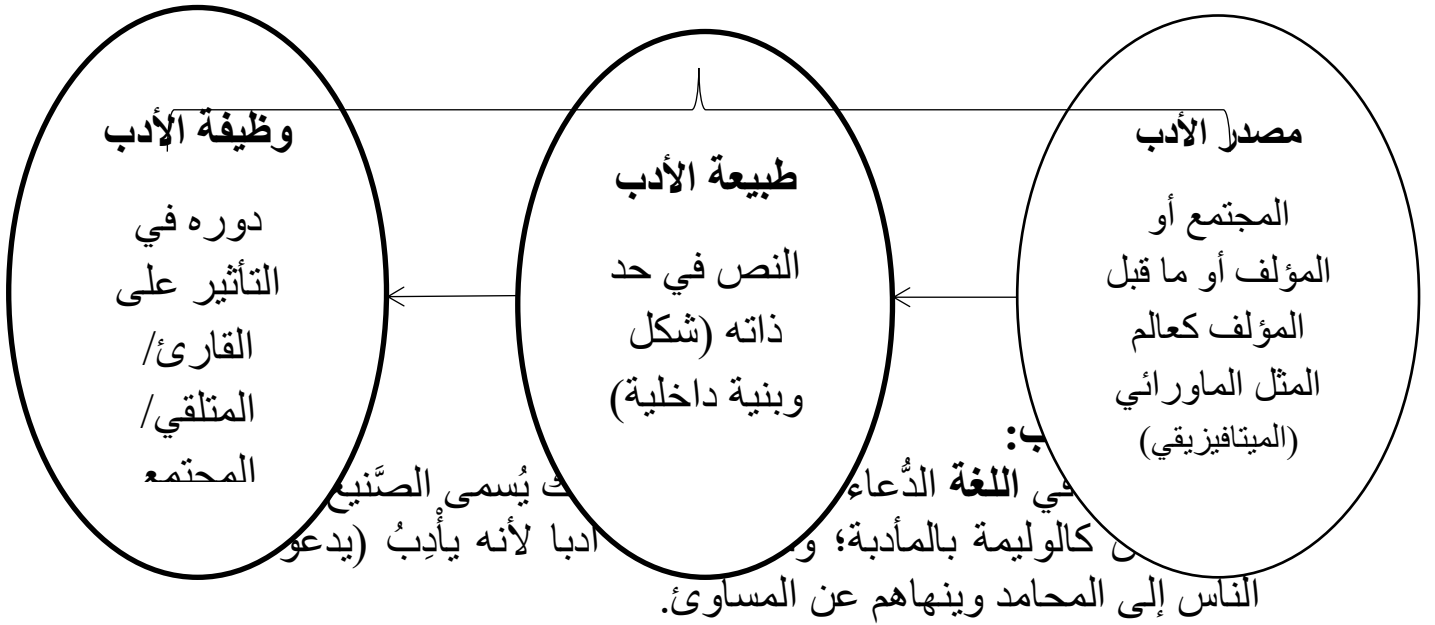 مصدر الأدب
المجتمع أو
المؤلف أو ما قبل
المؤلف كعالم
المثل الماورائي
(الميتافيزيقي)
طبيعة الأدب
النص في حد
ذاته (شكل
وبنية داخلية)
وظيفة الأدب
دوره في
التأثير على
القارئ/
المتلقي/
المجتمع
ب:
في اللغة الدُّعاء يُسمى الصَّنيع
كالوليمة بالمأدبة؛ أدبا لأنه يأْدِبُ (يدعو
الناس إلى المحامد وينهاهم عن المساوئ.